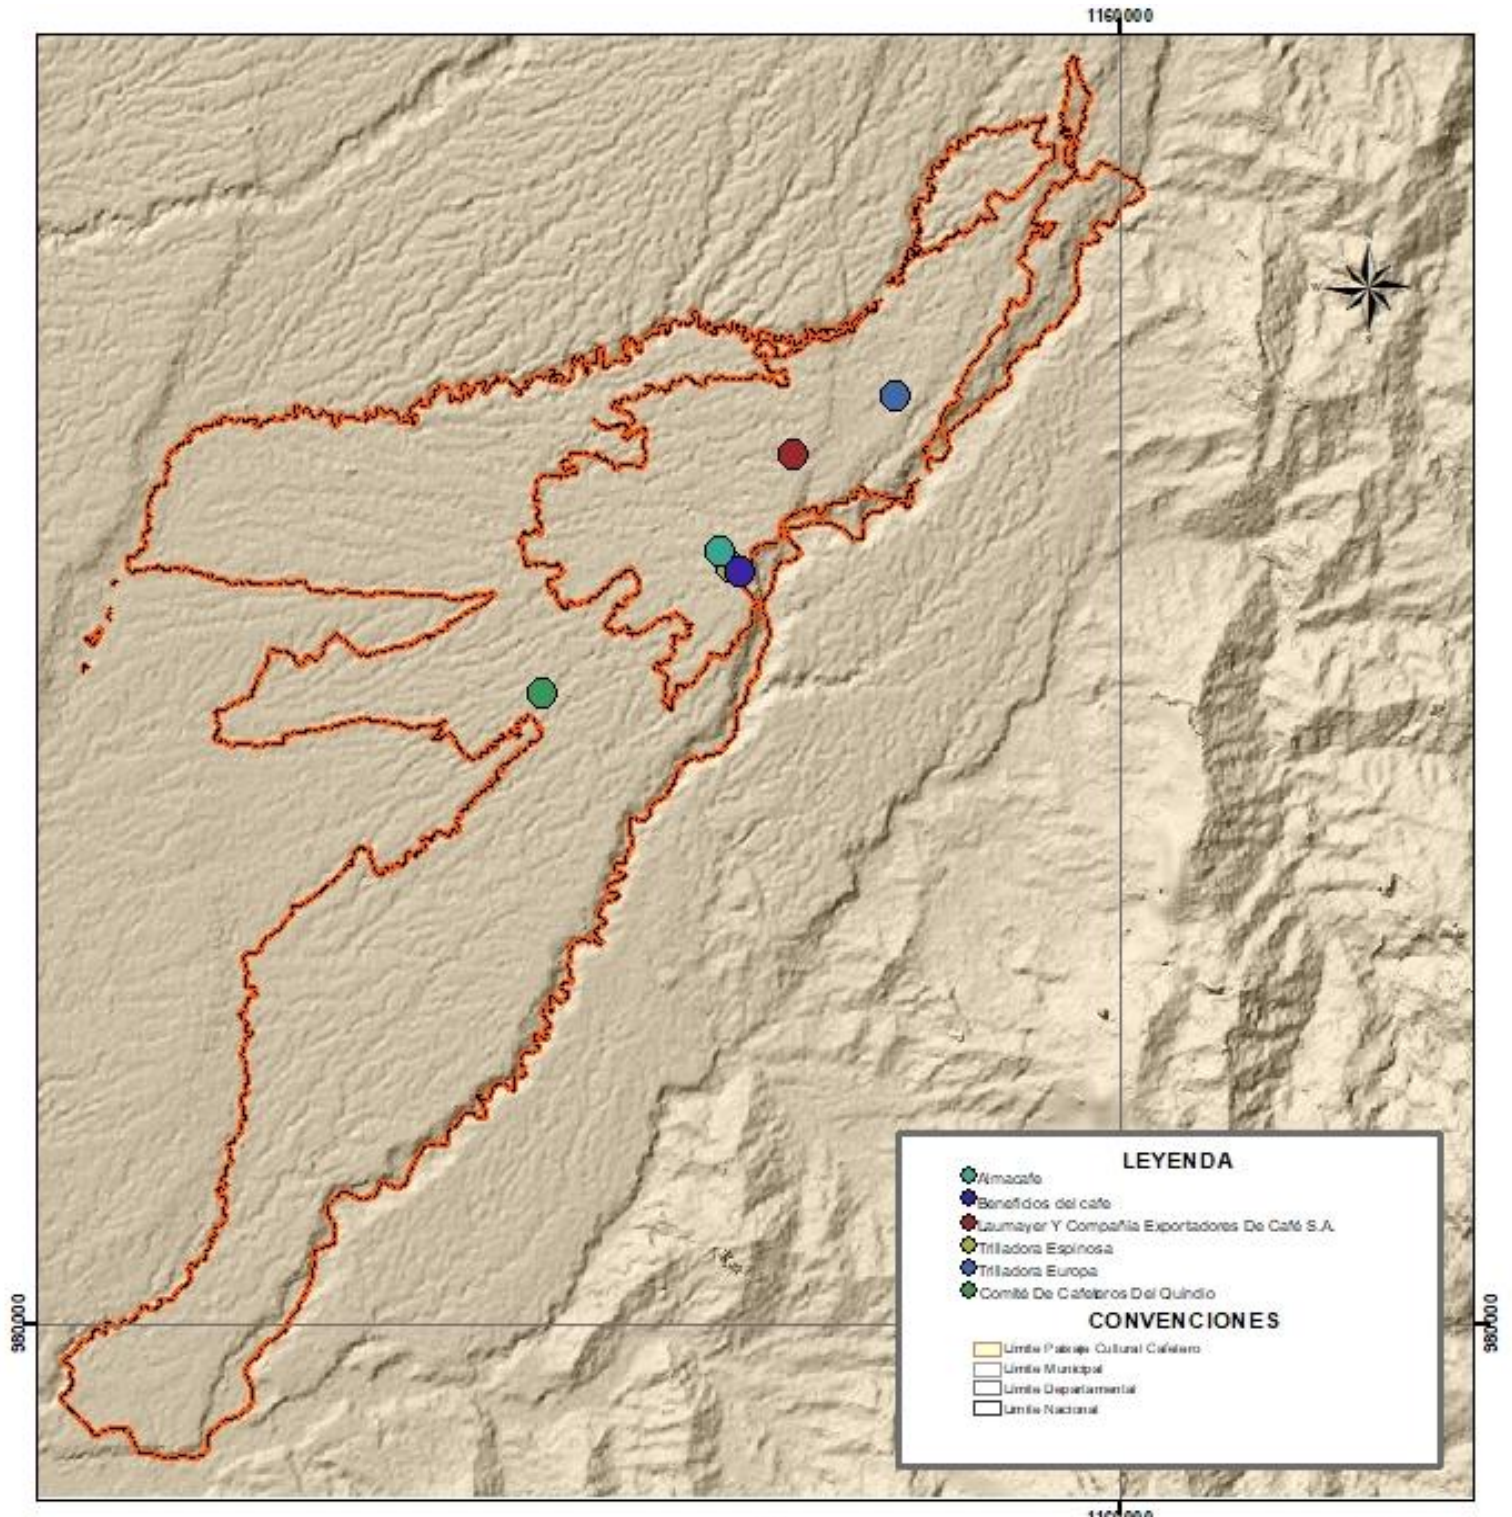 1160000
W
980000
980000
LEYENDA
Almacafe
Beneficios del cafe
Laumayer Y Compañia Exportadores De Café S.A.
Trilladora Espinosa
Trilladora Europa
Comité De Cafeteros Del Quindio
CONVENCIONES
Limite Paisaje Cultural Cafetero
Limite Municipal
Limite Departamental
Limite Nacional
1160000